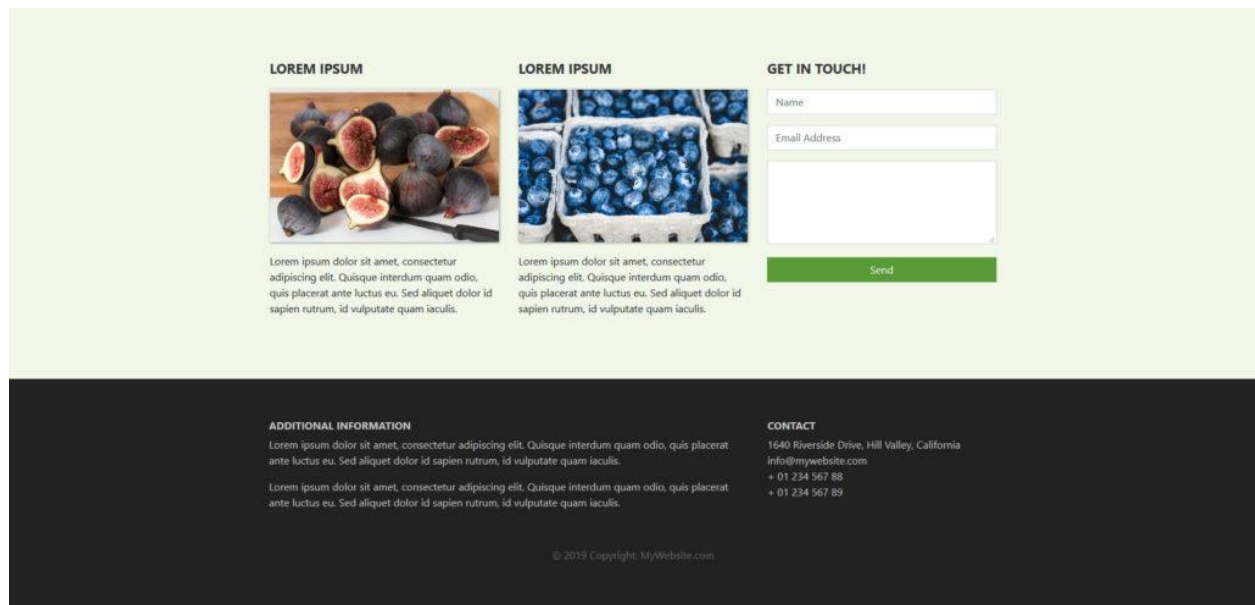 LOREM IPSUM
Lorem ipsum dolor sit amet, consectetur
adipiscing elit. Quisque interdum quam odio,
quis placerat ante luctus eu. Sed aliquet dolor id
sapien rutrum, id vulputate quam iaculis.
LOREM IPSUM
Lorem ipsum dolor sit amet, consectetur
adipiscing elit. Quisque interdum quam odio,
quis placerat ante luctus eu. Sed aliquet dolor id
sapien rutrum, id vulputate quam iaculis.
GET IN TOUCH!
Name
Email Address
Send
ADDITIONAL INFORMATION
Lorem ipsum dolor sit amet, consectetur adipiscing elit. Quisque interdum quam odio, quis placerat
ante luctus eu. Sed aliquet dolor id sapien rutrum, id vulputate quam iaculis.
Lorem ipsum dolor sit amet, consectetur adipiscing elit. Quisque interdum quam odio, quis placerat
ante luctus eu. Sed aliquet dolor id sapien rutrum, id vulputate quam iaculis.
CONTACT
1640 Riverside Drive, Hill Valley, California
info@mywebsite.com
+ 01 234 567 88
+ 01 234 567 89
© 2019 Copyright: MyWebsite.com